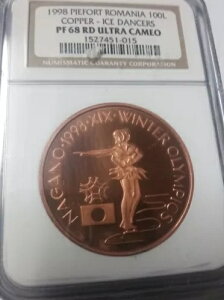 1998 PIEFORT ROMANIA 100L
COPPER - ICE DANCERS
PF 68 RD ULTRA CAMEO
1527451-015
NUMISMATIC GUARANTY CORPORATION
NAGANO·1998·XIX·WINTER OLYMPICS